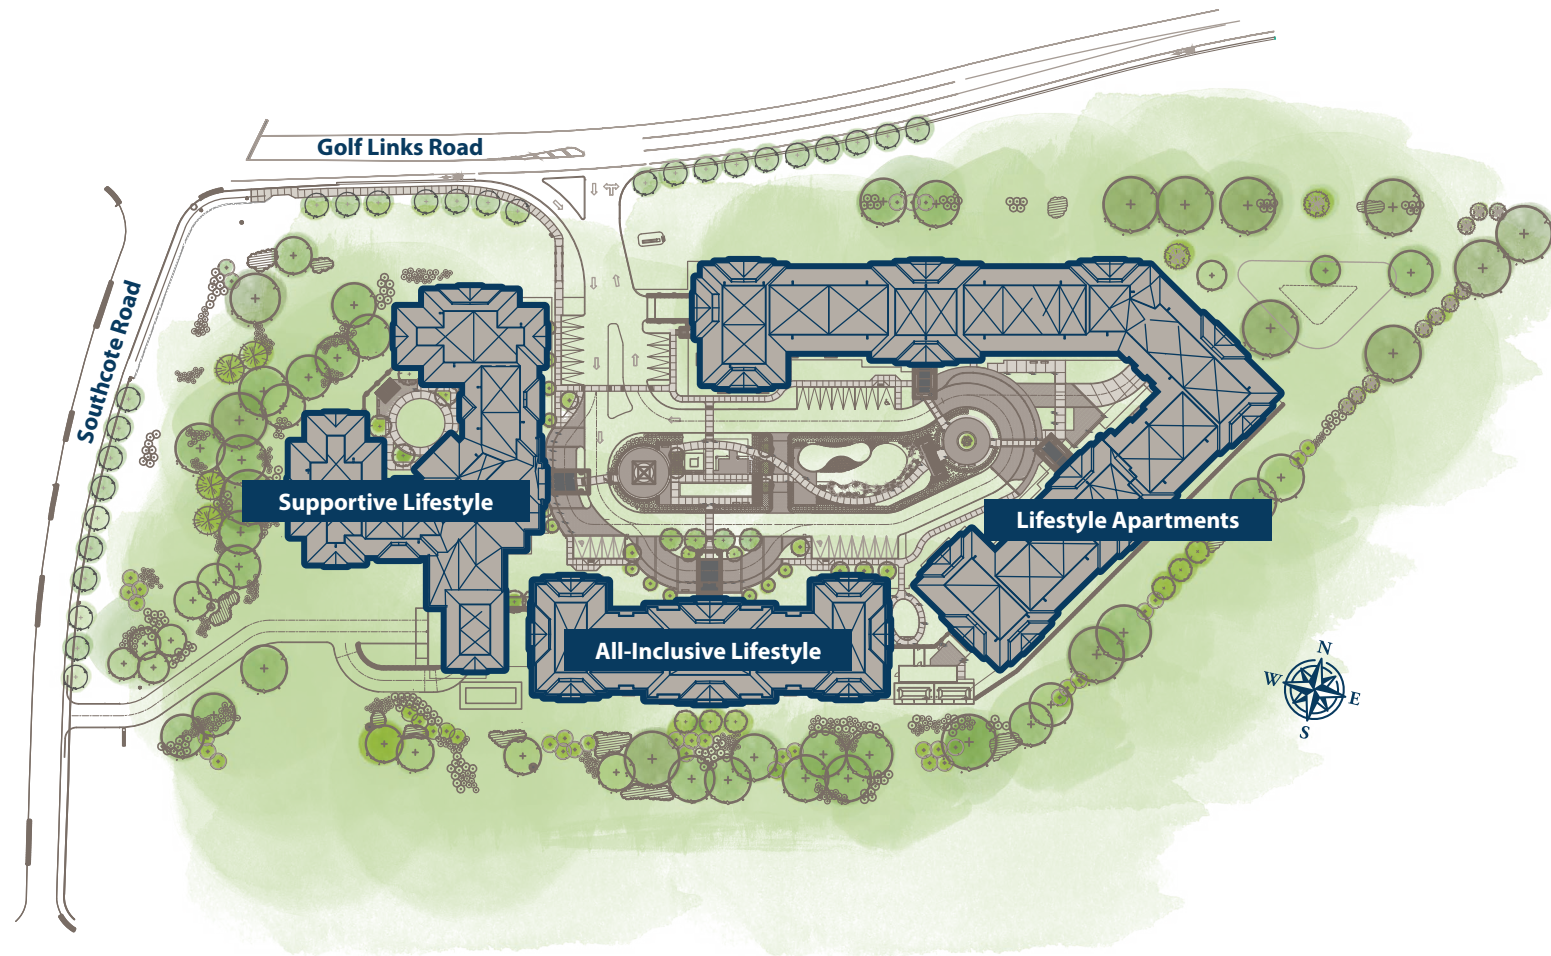 Golf Links Road
Southcote Road
Supportive Lifestyle
Lifestyle Apartments
All-Inclusive Lifestyle
N
W
E
S